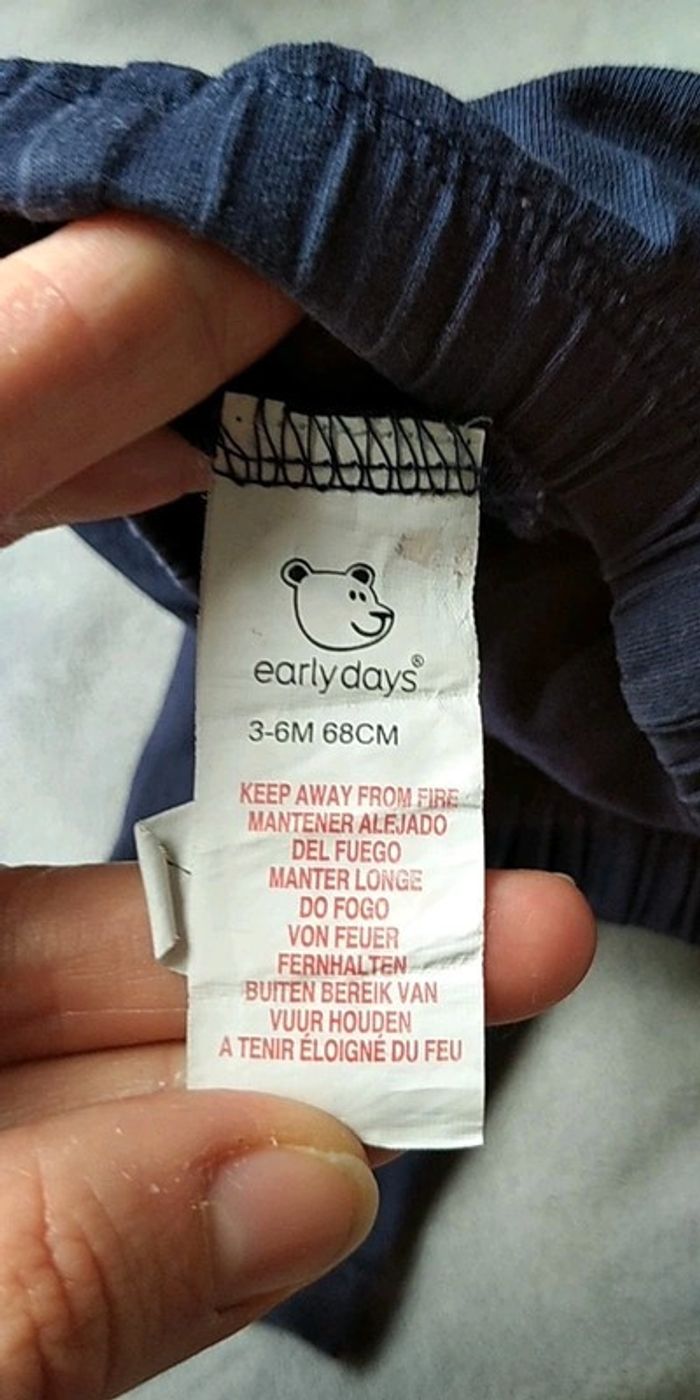 earlydays®
3-6M 68CM
KEEP AWAY FROM FIRE
MANTENER ALEJADO
DEL FUEGO
MANTER LONGE
DO FOGO
VON FEUER
FERNHALTEN
BUITEN BEREIK VAN
VUUR HOUDEN
A TENIR ÉLOIGNÉ DU FEU